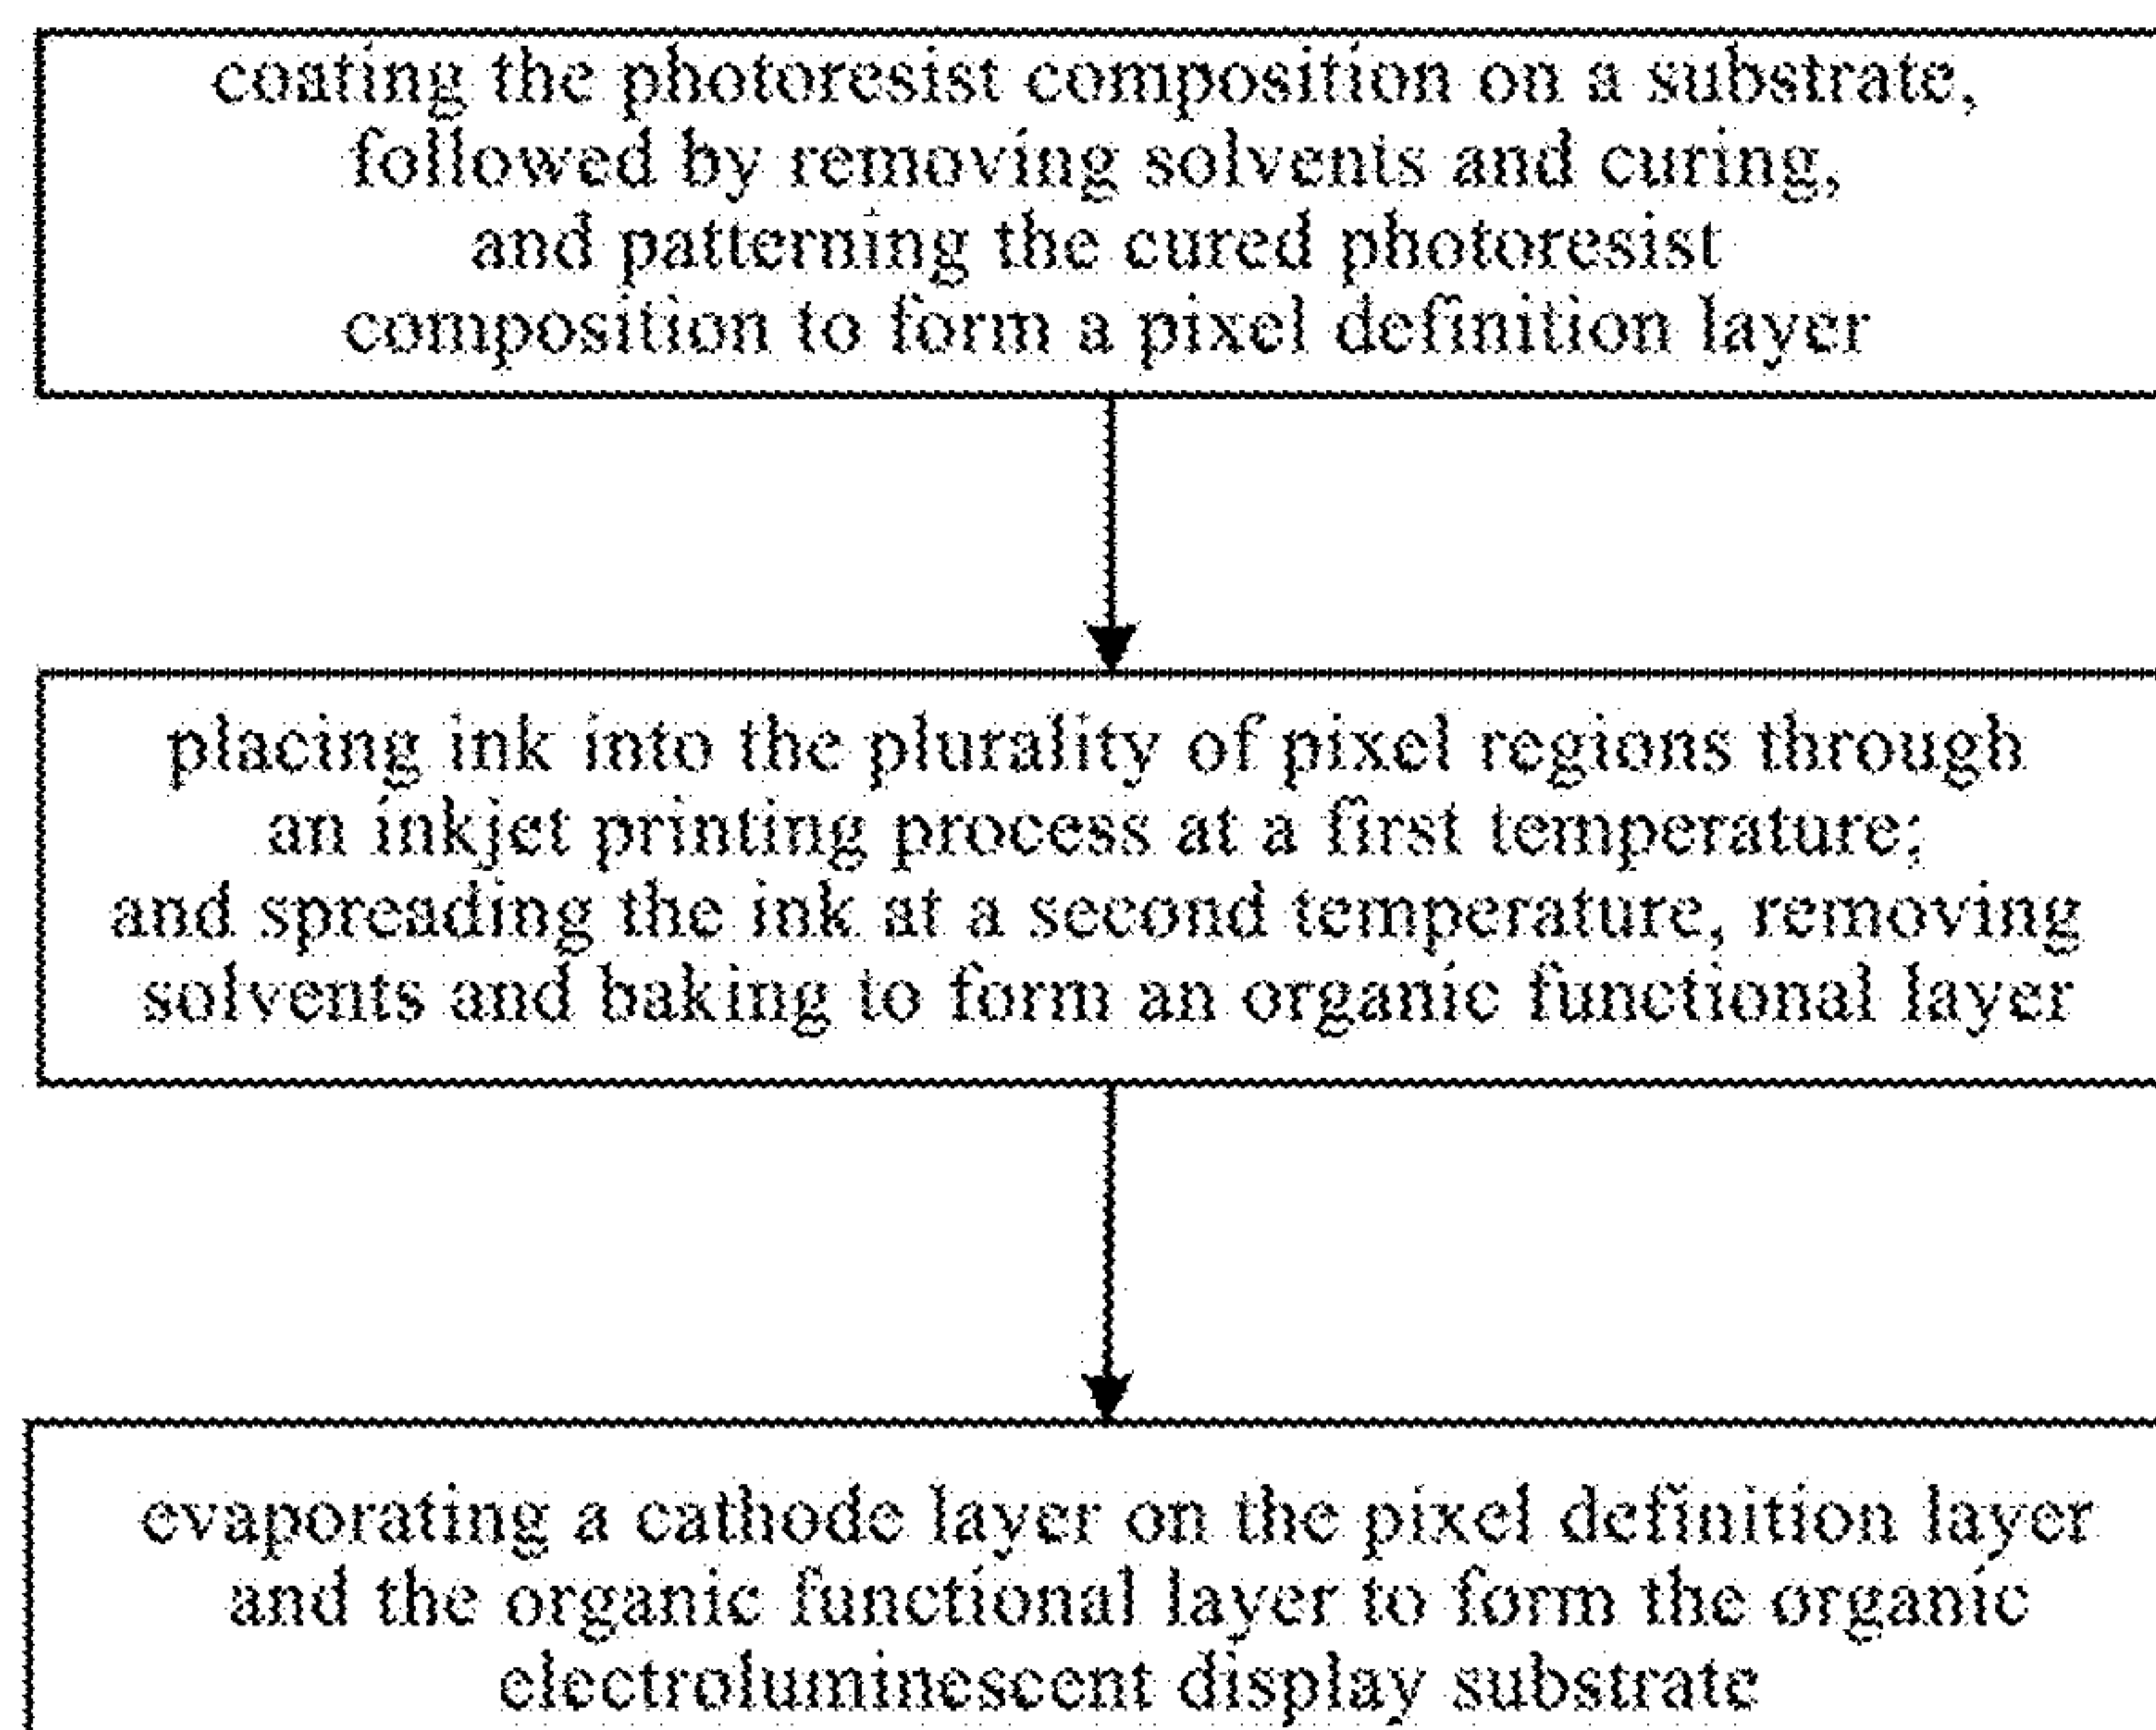 coating the photoresist composition on a substrate,
followed by removing solvents and curing,
and patterning the cured photoresist
composition to form a pixel definition layer
placing ink into the plurality of pixel regions through
an inkjet printing process at a first temperature;
and spreading the ink at a second temperature, removing
solvents and baking to form an organic functional layer
evaporating a cathode layer on the pixel definition layer
and the organic functional layer to form the organic
electroluminescent display substrate